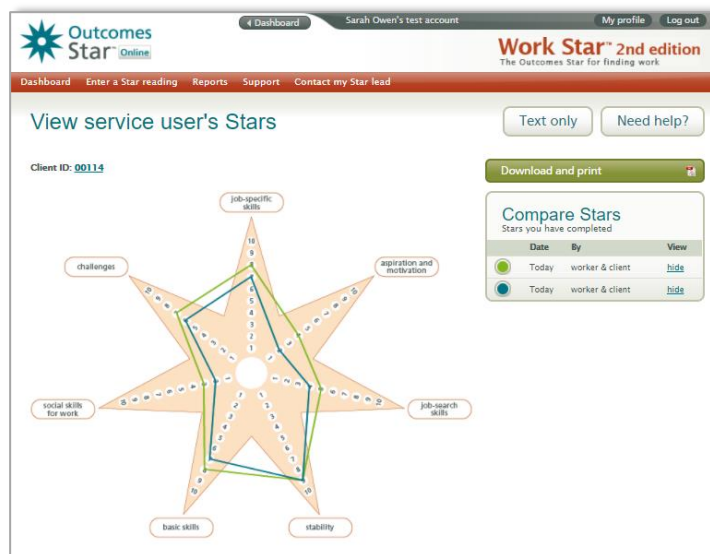 Dashboard
Sarah Owen's test account
My profile
Log out
Outcomes
Star™ Online
Work Star™ 2nd edition
The Outcomes Star for finding work
Dashboard Enter a Star reading Reports Support Contact my Star lead
View service user's Stars
Text only
Need help?
Client ID: 00114
Download and print
Compare Stars
Stars you have completed
Date By View
Today worker & client hide
Today worker & client hide
job-specific
skills
challenges
aspiration and
motivation
social skills
for work
job-search
skills
basic skills
stability